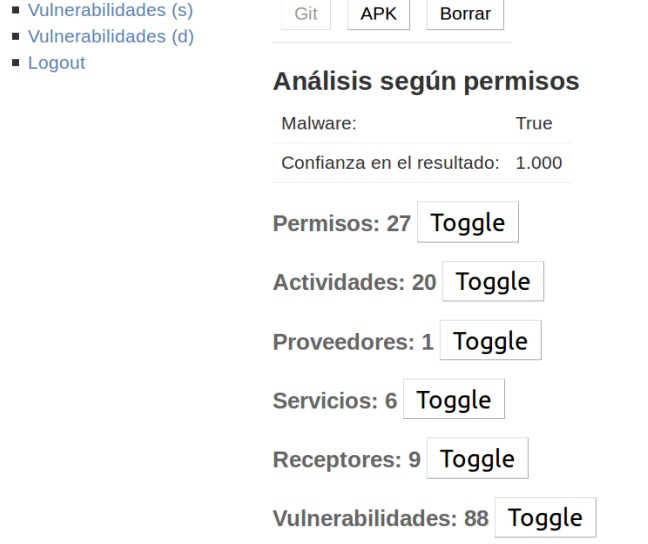 Vulnerabilidades (s)
Vulnerabilidades (d)
Logout
Git APK Borrar
Análisis según permisos
Malware: True
Confianza en el resultado: 1.000
Permisos: 27 Toggle
Actividades: 20 Toggle
Proveedores: 1 Toggle
Servicios: 6 Toggle
Receptores: 9 Toggle
Vulnerabilidades: 88 Toggle